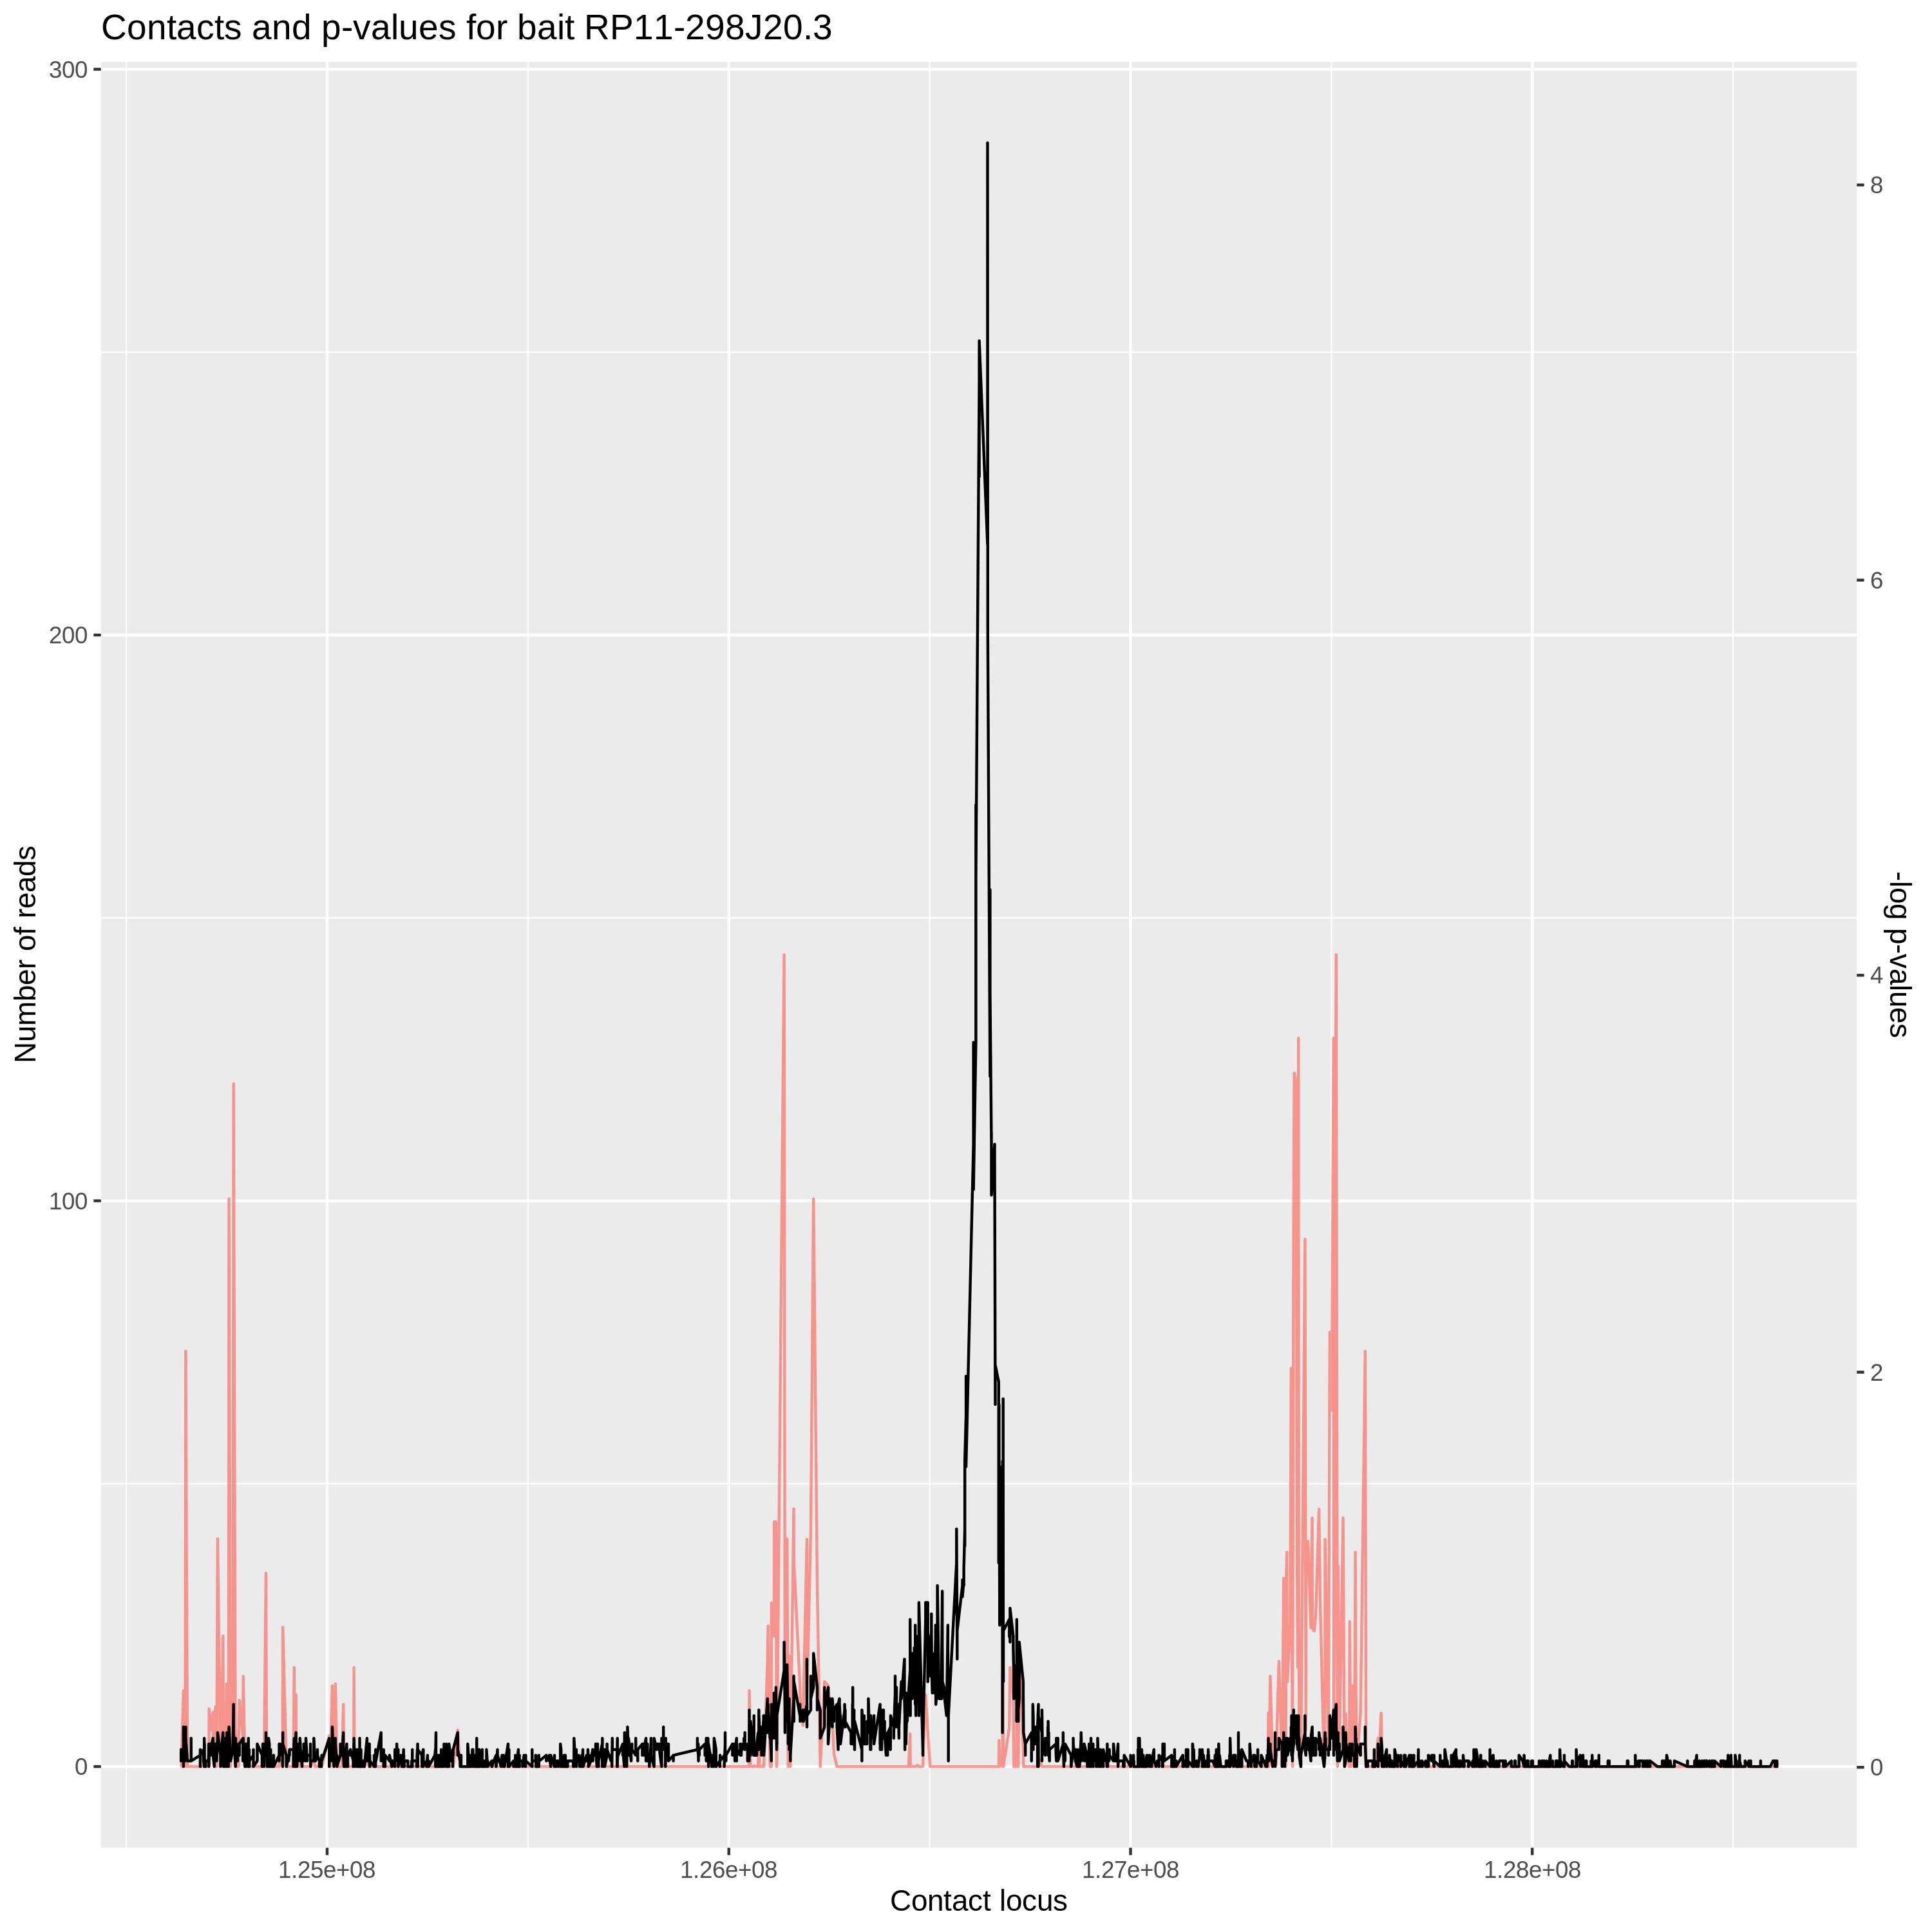 Contacts and p-values for bait RP11-298J20.3
300
200
100
0
Number of reads
8
6
4
2
0
-log p-values
1.25e+08
1.26e+08
1.27e+08
1.28e+08
Contact locus